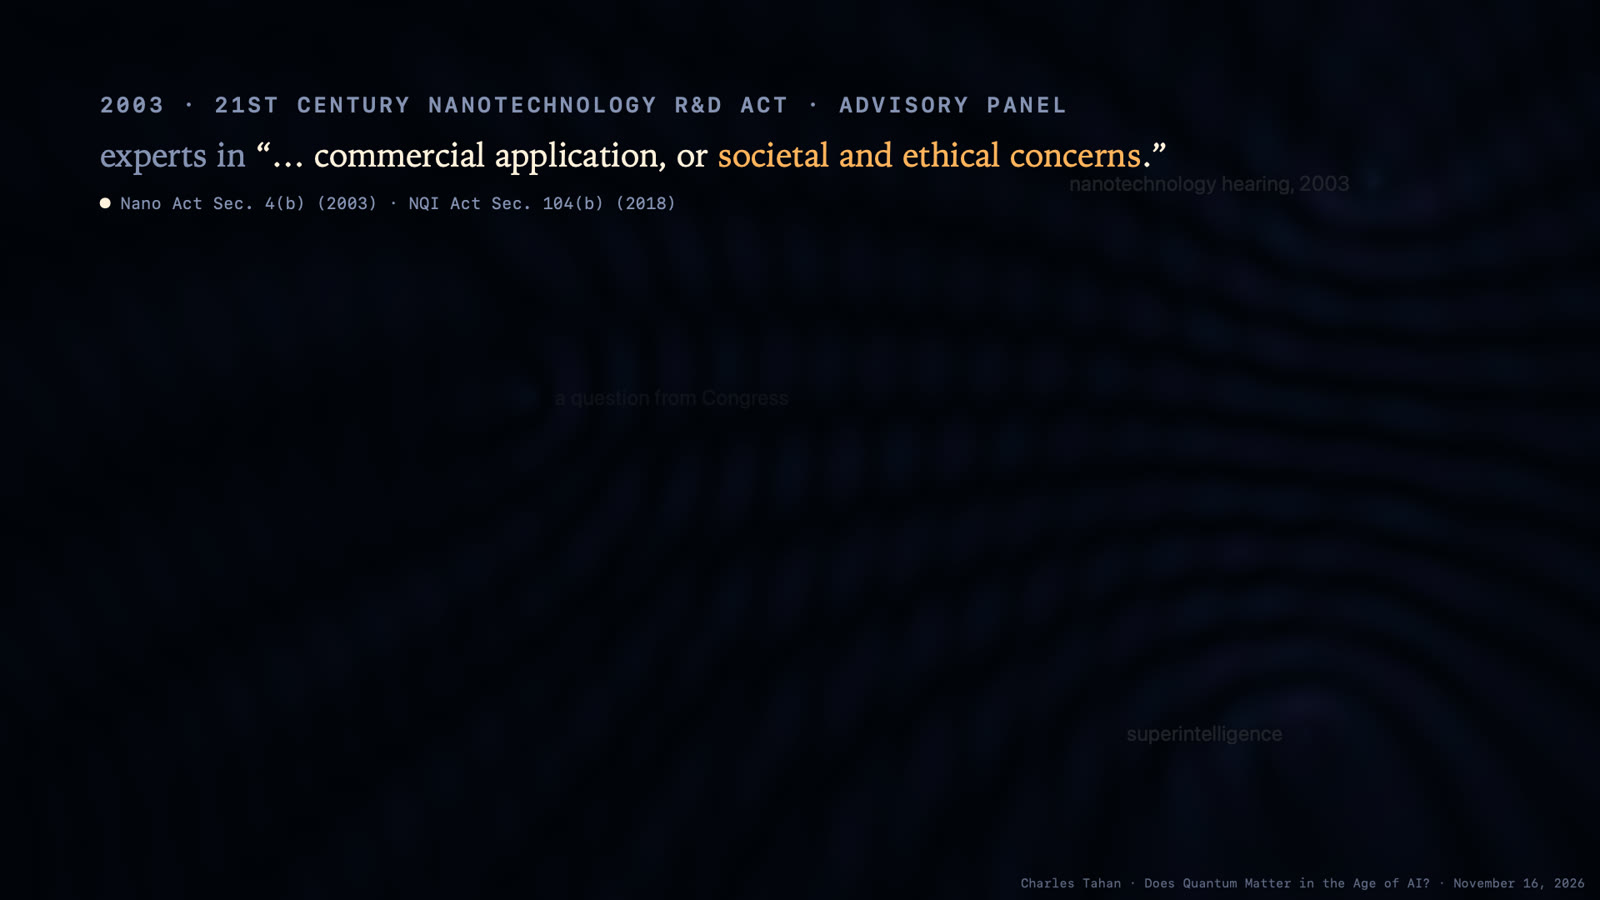 2003 · 21ST CENTURY NANOTECHNOLOGY R&D ACT · ADVISORY PANEL
experts in “… commercial application, or societal and ethical concerns.”
nanotechnology hearing, 2003
Nano Act Sec. 4(b) (2003) · NQI Act Sec. 104(b) (2018)
a question from Congress
superintelligence
Charles Tahan · Does Quantum Matter in the Age of AI? · November 16, 2026